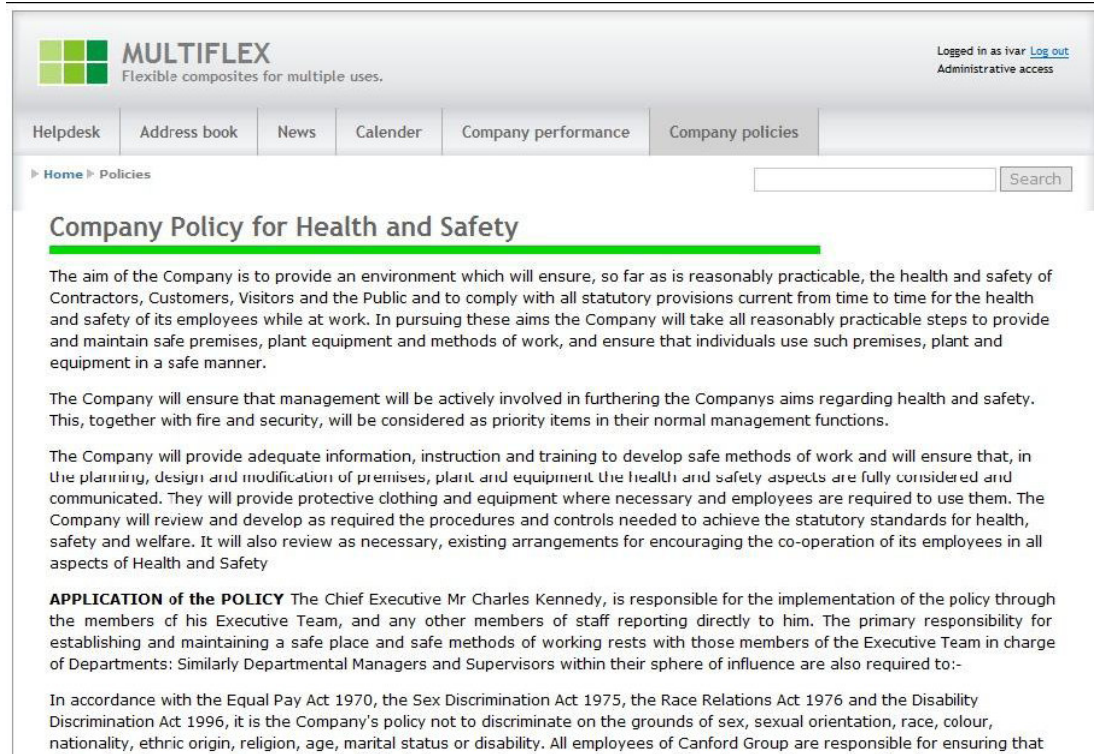 MULTIFLEX
Flexible composites for multiple uses.
Logged in as ivar Log out
Administrative access
Helpdesk Address book News Calender Company performance Company policies
Home Policies
Search
Company Policy for Health and Safety
The aim of the Company is to provide an environment which will ensure, so far as is reasonably practicable, the health and safety of
Contractors, Customers, Visitors and the Public and to comply with all statutory provisions current from time to time for the health
and safety of its employees while at work. In pursuing these aims the Company will take all reasonably practicable steps to provide
and maintain safe premises, plant equipment and methods of work, and ensure that individuals use such premises, plant and
equipment in a safe manner.
The Company will ensure that management will be actively involved in furthering the Companys aims regarding health and safety.
This, together with fire and security, will be considered as priority items in their normal management functions.
The Company will provide adequate information, instruction and training to develop safe methods of work and will ensure that, in
the planning, design and modification of premises, plant and equipment the health and safety aspects are fully considered and
communicated. They will provide protective clothing and equipment where necessary and employees are required to use them. The
Company will review and develop as required the procedures and controls needed to achieve the statutory standards for health,
safety and welfare. It will also review as necessary, existing arrangements for encouraging the co-operation of its employees in all
aspects of Health and Safety
APPLICATION of the POLICY The Chief Executive Mr Charles Kennedy, is responsible for the implementation of the policy through
the members of his Executive Team, and any other members of staff reporting directly to him. The primary responsibility for
establishing and maintaining a safe place and safe methods of working rests with those members of the Executive Team in charge
of Departments: Similarly Departmental Managers and Supervisors within their sphere of influence are also required to:-
In accordance with the Equal Pay Act 1970, the Sex Discrimination Act 1975, the Race Relations Act 1976 and the Disability
Discrimination Act 1996, it is the Company's policy not to discriminate on the grounds of sex, sexual orientation, race, colour,
nationality, ethnic origin, religion, age, marital status or disability. All employees of Canford Group are responsible for ensuring that